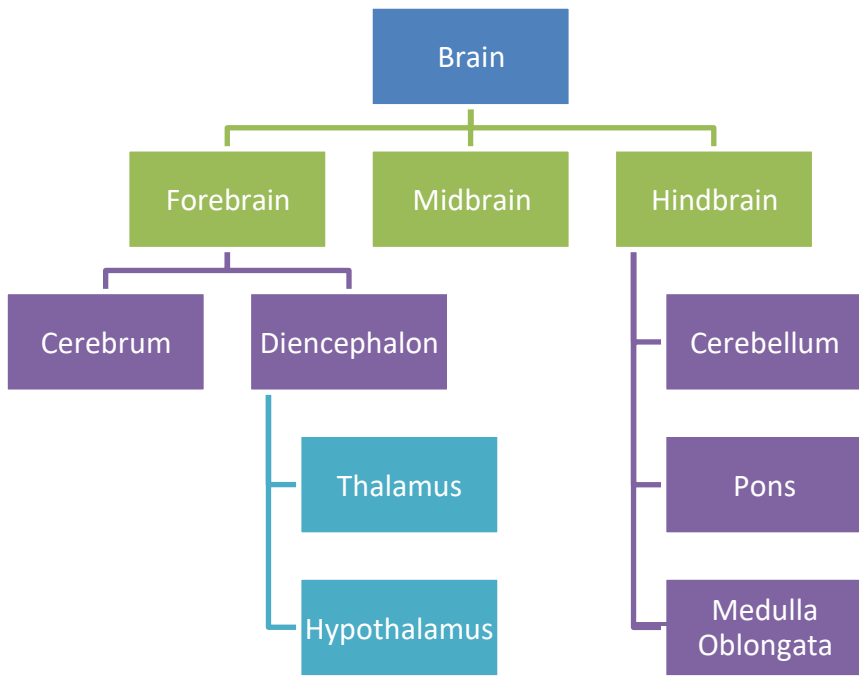 Brain
Forebrain
Midbrain
Hindbrain
Cerebrum
Diencephalon
Cerebellum
Thalamus
Pons
Hypothalamus
Medulla
Oblongata